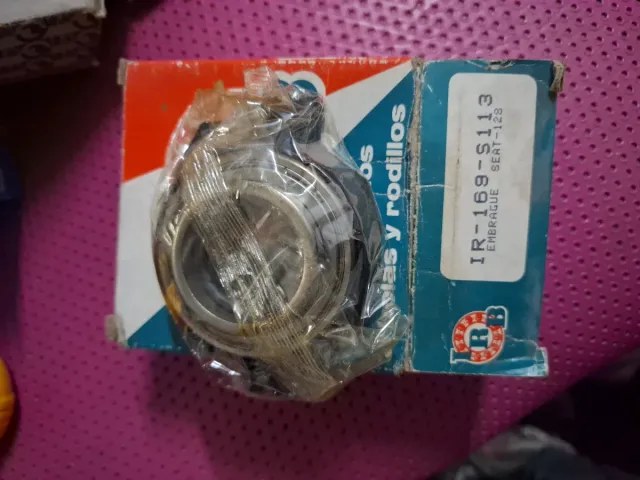 IR-169-S113
EMBRAGUE SEAT-128
IRB
y rodillos
B